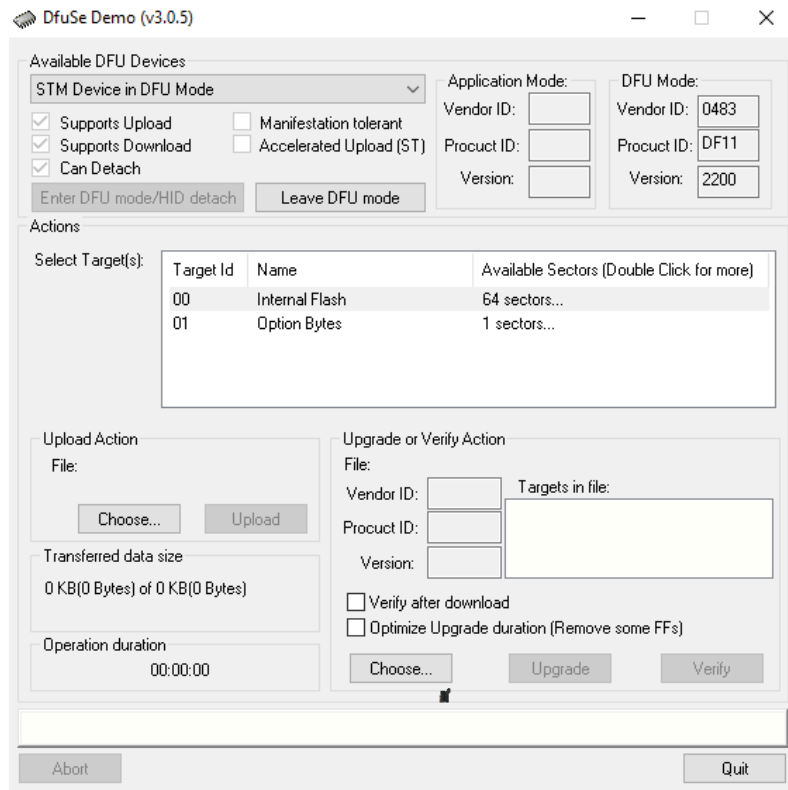 DfuSe Demo (v3.0.5)
Available DFU Devices
STM Device in DFU Mode
Supports Upload
Manifestation tolerant
Supports Download
Accelerated Upload (ST)
Can Detach
Enter DFU mode/HID detach
Leave DFU mode
Application Mode:
Vendor ID:
Procuct ID:
Version:
DFU Mode:
Vendor ID: 0483
Procuct ID: DF11
Version: 2200
Actions
Select Target(s):
Target Id Name Available Sectors (Double Click for more)
00 Internal Flash 64 sectors...
01 Option Bytes 1 sectors...
Upload Action
File:
Choose... Upload
Transferred data size
0 KB(0 Bytes) of 0 KB(0 Bytes)
Operation duration
00:00:00
Upgrade or Verify Action
File:
Vendor ID:
Procuct ID:
Version:
Targets in file:
Verify after download
Optimize Upgrade duration (Remove some FFs)
Choose... Upgrade Verify
Abort Quit